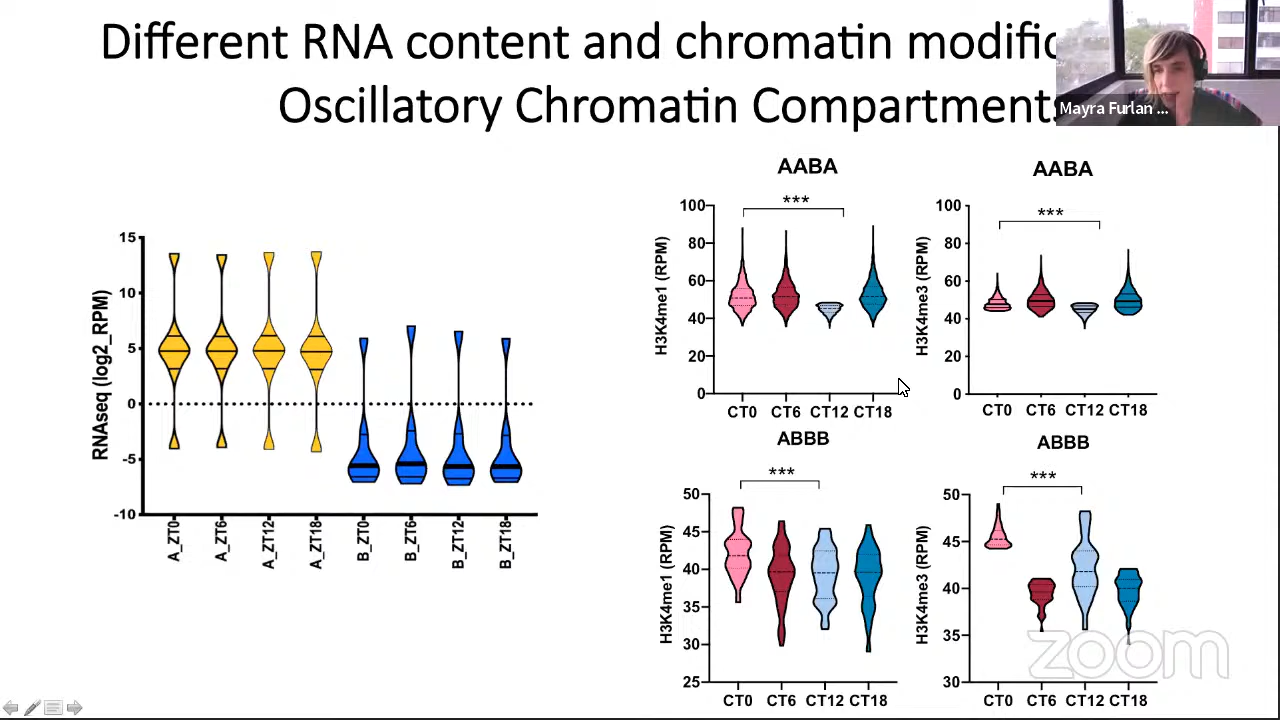 Different RNA content and chromatin modific
Oscillatory Chromatin Compartments
Mayra Furlan ...
15
10
5
0
-5
-10
RNAseq (log2_RPM)
A_ZT0
A_ZT6
A_ZT12
A_ZT18
B_ZT0
B_ZT6
B_ZT12
B_ZT18
AABA
***
100
80
60
40
20
0
H3K4me1 (RPM)
CT0 CT6 CT12 CT18
AABA
***
100
80
60
40
20
0
H3K4me3 (RPM)
CT0 CT6 CT12 CT18
ABBB
***
50
45
40
35
30
25
H3K4me1 (RPM)
CT0 CT6 CT12 CT18
ABBB
***
50
45
40
35
30
H3K4me3 (RPM)
CT0 CT6 CT12 CT18
zoom